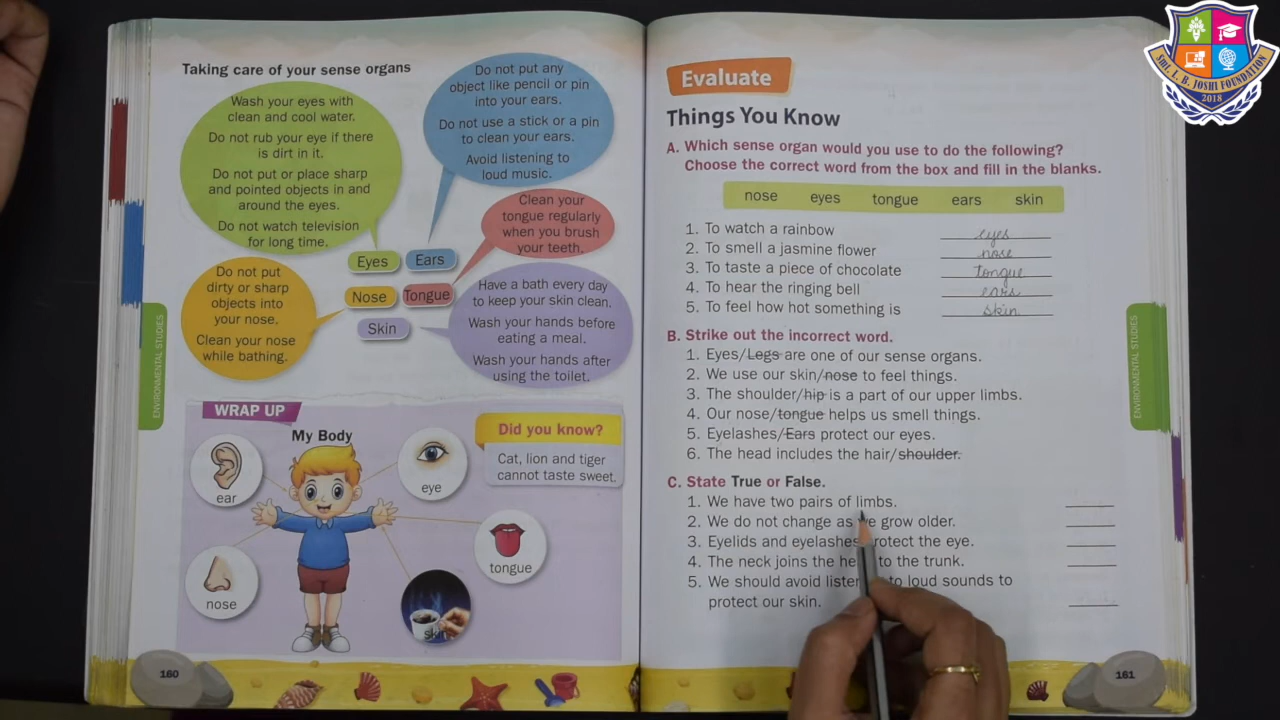 Taking care of your sense organs
Wash your eyes with
clean and cool water.
Do not rub your eye if there
is dirt in it.
Do not put or place sharp
and pointed objects in and
around the eyes.
Do not watch television
for long time.
Do not put any
object like pencil or pin
into your ears.
Do not use a stick or a pin
to clean your ears.
Avoid listening to
loud music.
Clean your
tongue regularly
when you brush
your teeth.
Eyes
Ears
Nose
Tongue
Skin
Do not put
dirty or sharp
objects into
your nose.
Clean your nose
while bathing.
Have a bath every day
to keep your skin clean.
Wash your hands before
eating a meal.
Wash your hands after
using the toilet.
ENVIRONMENTAL STUDIES
WRAP UP
My Body
ear
eye
tongue
nose
skin
Did you know?
Cat, lion and tiger
cannot taste sweet.
160
Evaluate
Things You Know
A. Which sense organ would you use to do the following?
Choose the correct word from the box and fill in the blanks.
nose eyes tongue ears skin
1. To watch a rainbow eyes
2. To smell a jasmine flower nose
3. To taste a piece of chocolate tongue
4. To hear the ringing bell ears
5. To feel how hot something is skin
B. Strike out the incorrect word.
1. Eyes/Legs are one of our sense organs.
2. We use our skin/nose to feel things.
3. The shoulder/hip is a part of our upper limbs.
4. Our nose/tongue helps us smell things.
5. Eyelashes/Ears protect our eyes.
6. The head includes the hair/shoulder.
C. State True or False.
1. We have two pairs of limbs.
2. We do not change as we grow older.
3. Eyelids and eyelashes protect the eye.
4. The neck joins the to the trunk.
5. We should avoid to loud sounds to
protect our skin.
ENVIRONMENTAL STUDIES
161
SMT. I. B. JOSHI FOUNDATION
2018